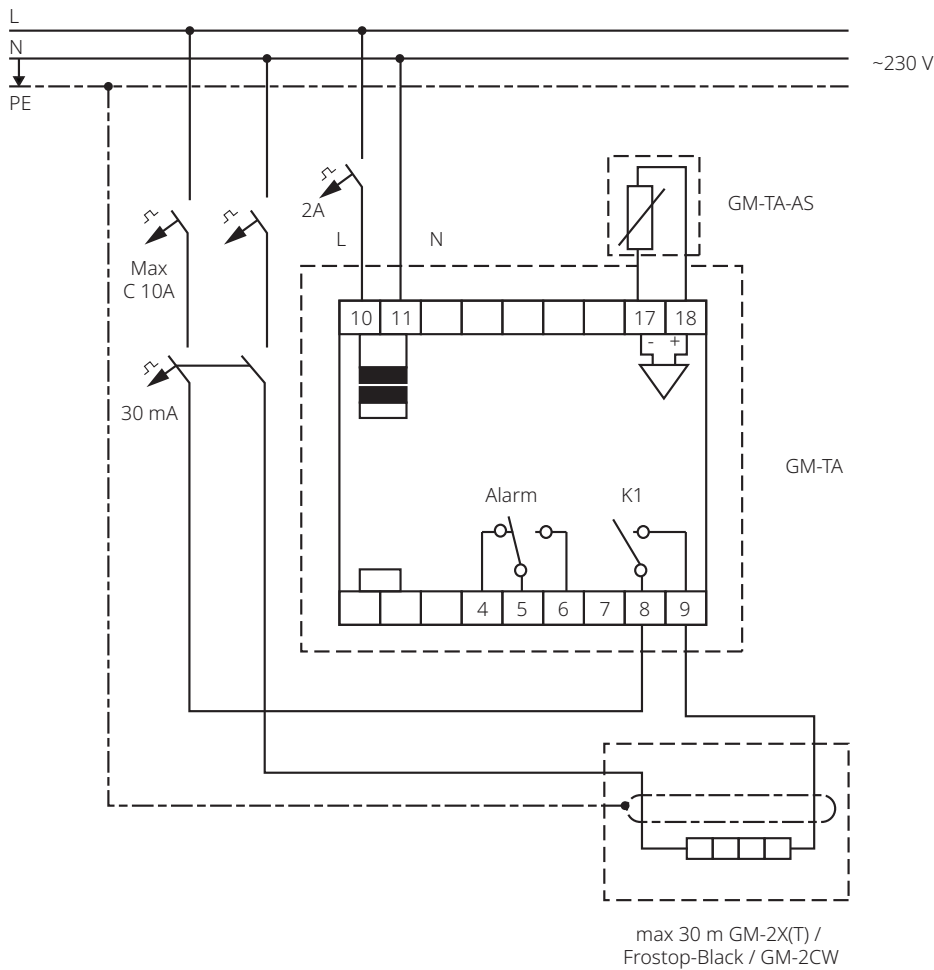 L
N
~230 V
PE
GM-TA-AS
2A
L
N
Max
C 10A
10
11
17
18
-
+
30 mA
GM-TA
Alarm
K1
4
5
6
7
8
9
max 30 m GM-2X(T) /
Frostop-Black / GM-2CW